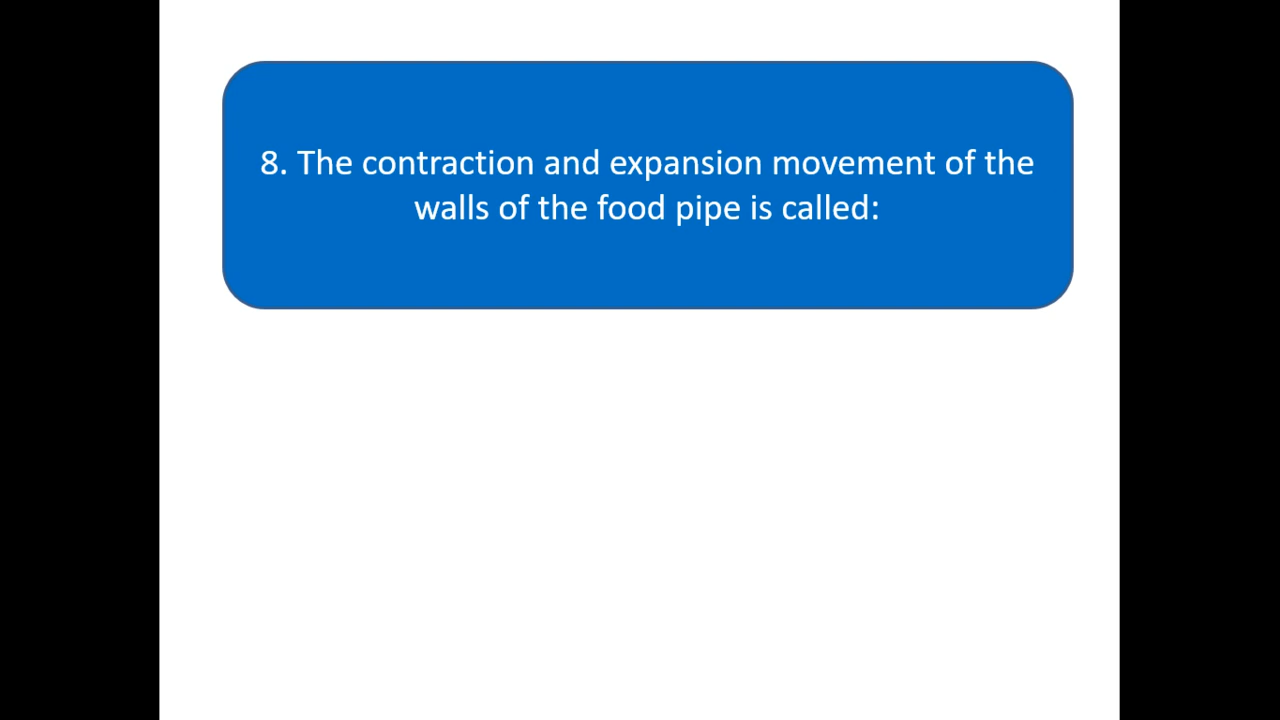 8. The contraction and expansion movement of the
walls of the food pipe is called: